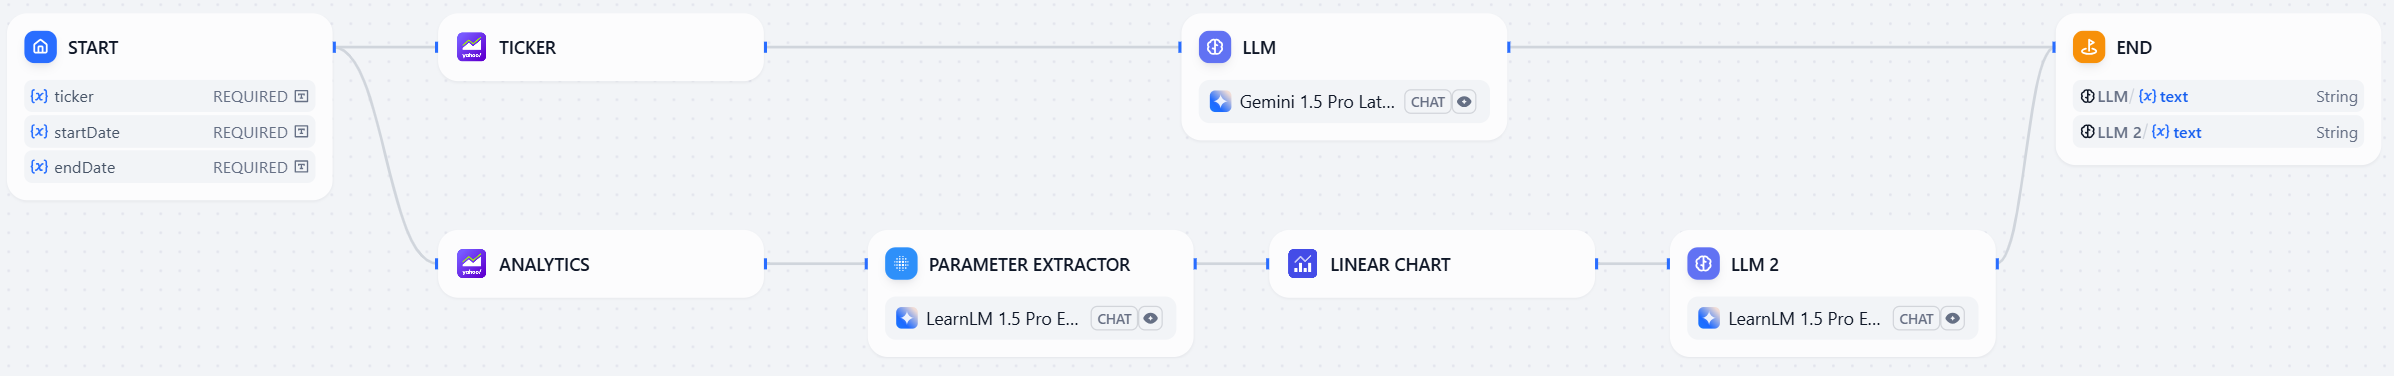 START
{x} ticker REQUIRED
{x} startDate REQUIRED
{x} endDate REQUIRED
yahoo! TICKER
LLM
Gemini 1.5 Pro Lat... CHAT
END
LLM / {x} text String
LLM 2 / {x} text String
yahoo! ANALYTICS
PARAMETER EXTRACTOR
LearnLM 1.5 Pro E... CHAT
LINEAR CHART
LLM 2
LearnLM 1.5 Pro E... CHAT